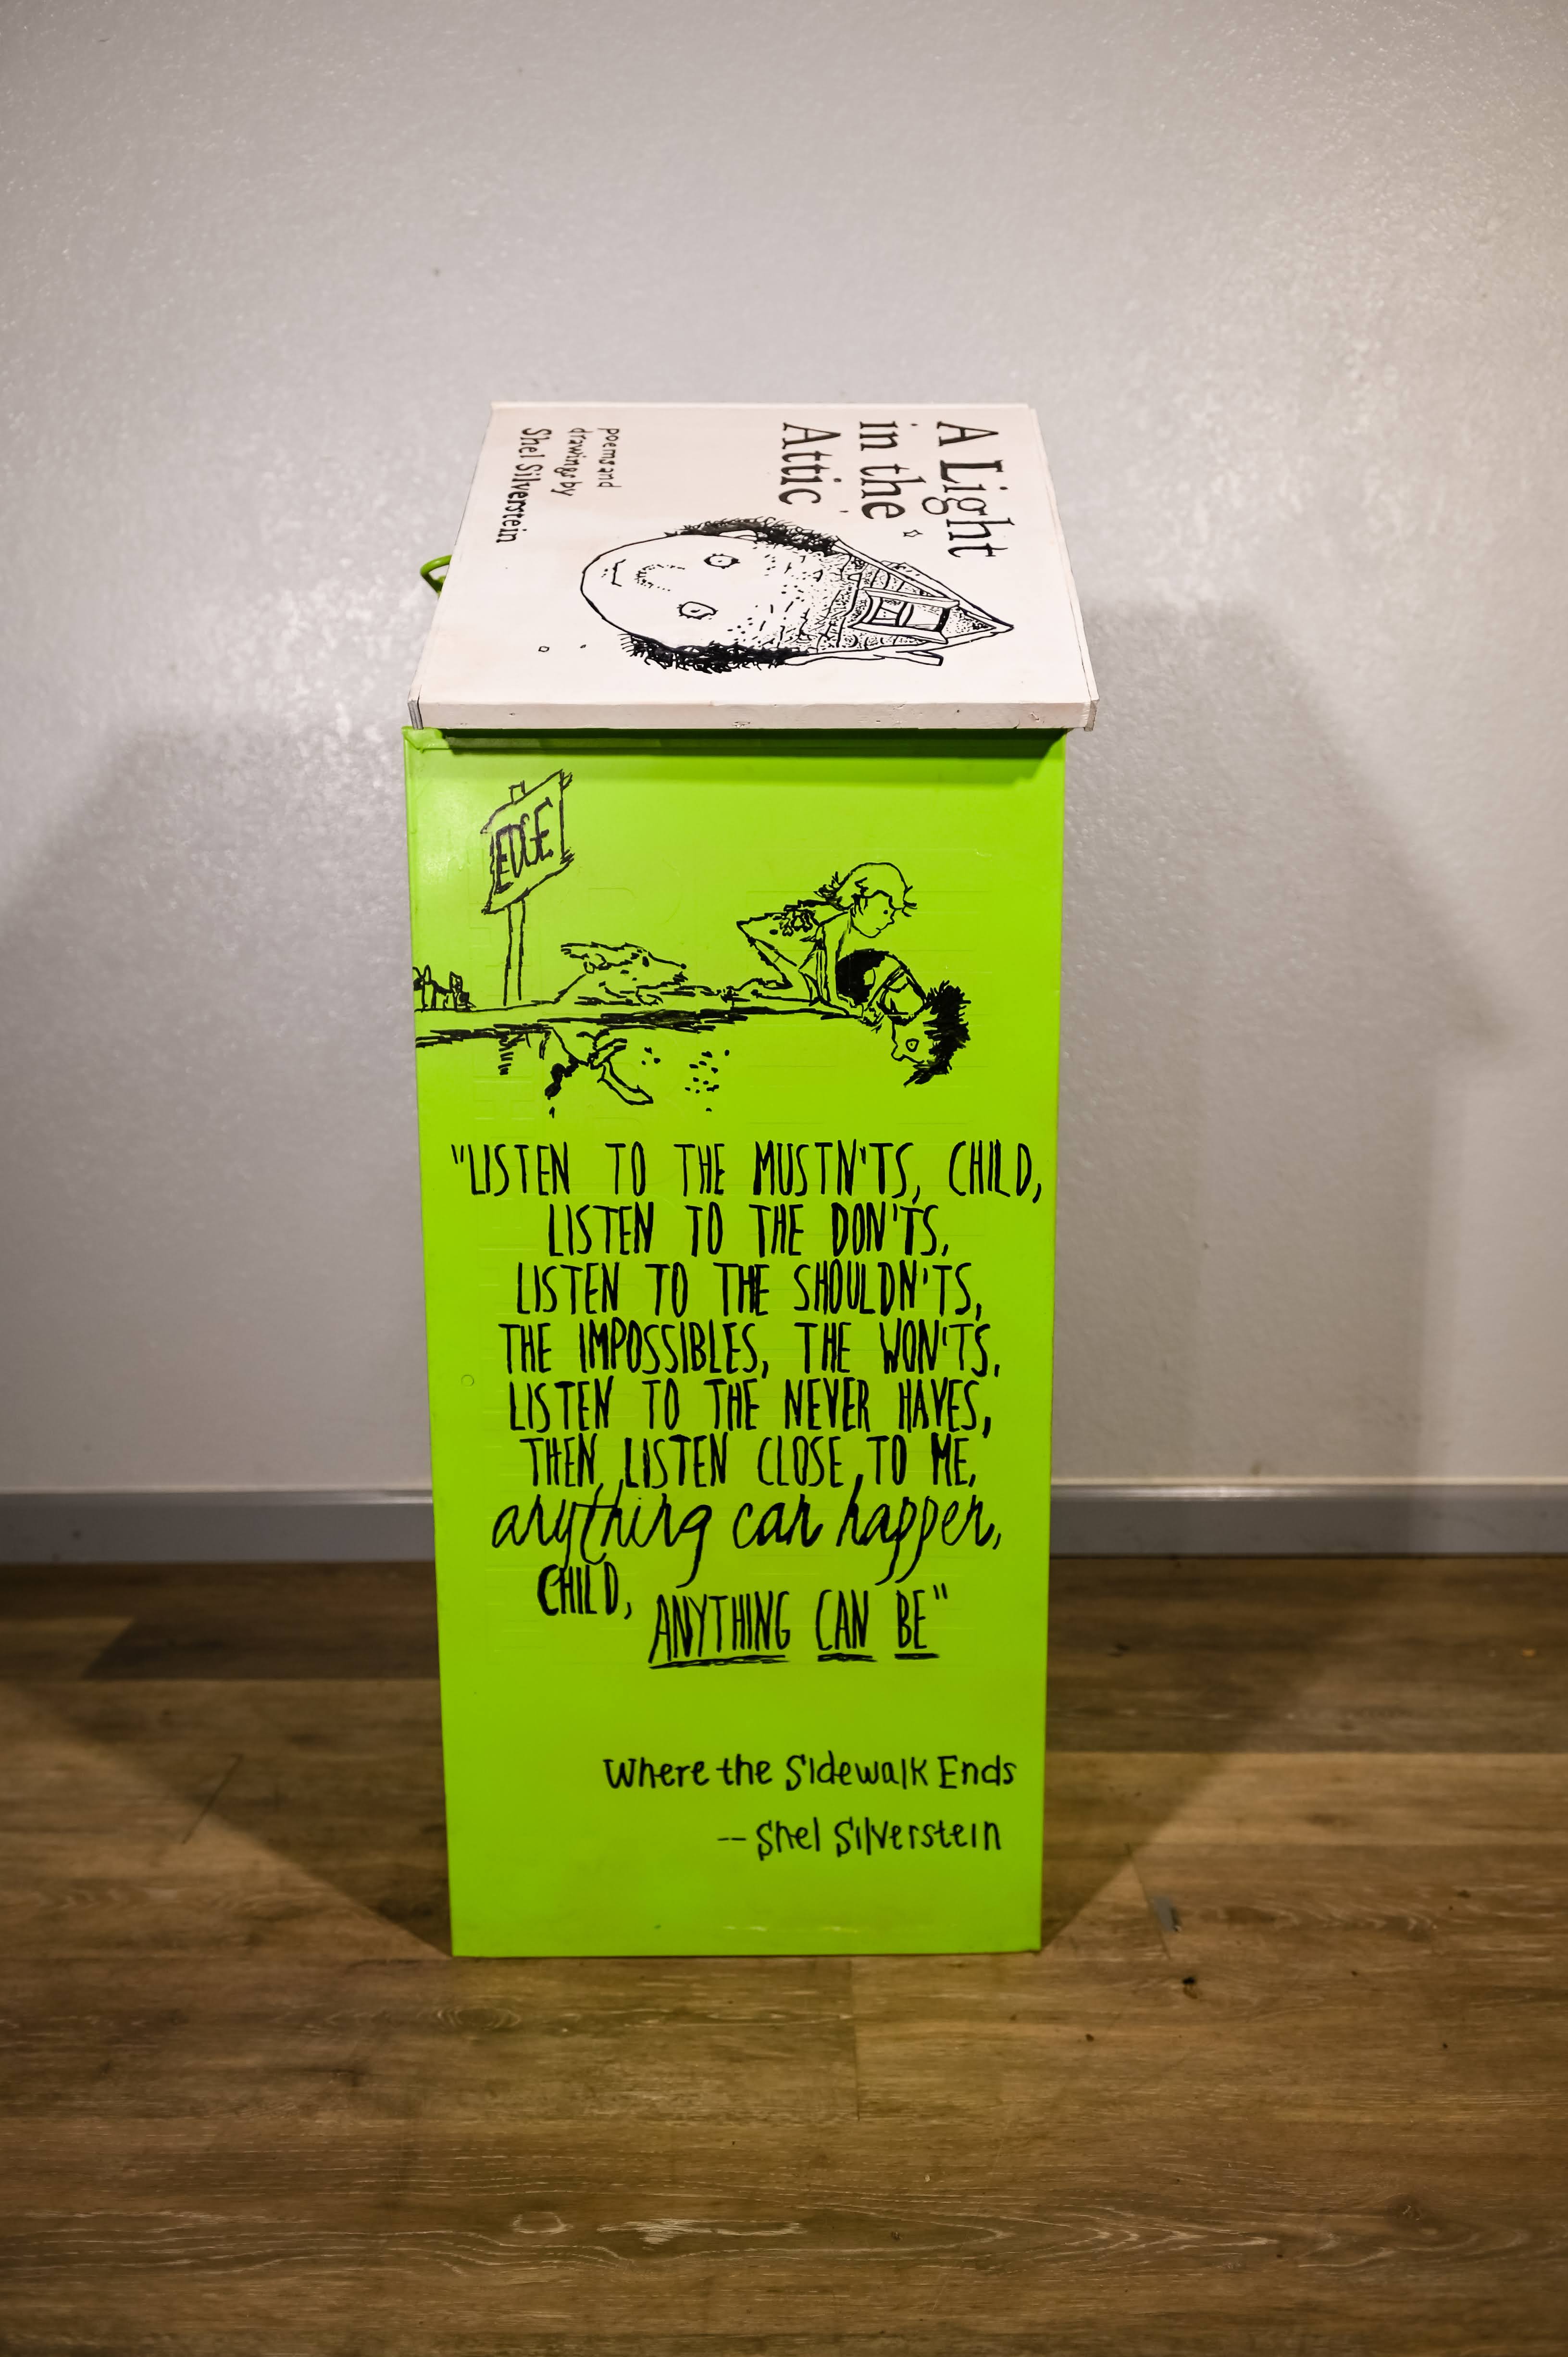 A Light
in the
Attic
poems and
drawings by
Shel Silverstein
EDGE
"LISTEN TO THE MUSTN'TS, CHILD,
LISTEN TO THE DON'TS,
LISTEN TO THE SHOULDN'TS,
THE IMPOSSIBLES, THE WON'TS,
LISTEN TO THE NEVER HAVES,
THEN LISTEN CLOSE TO ME,
anything can happen,
CHILD,
ANYTHING CAN BE"
Where the Sidewalk Ends
-- Shel Silverstein